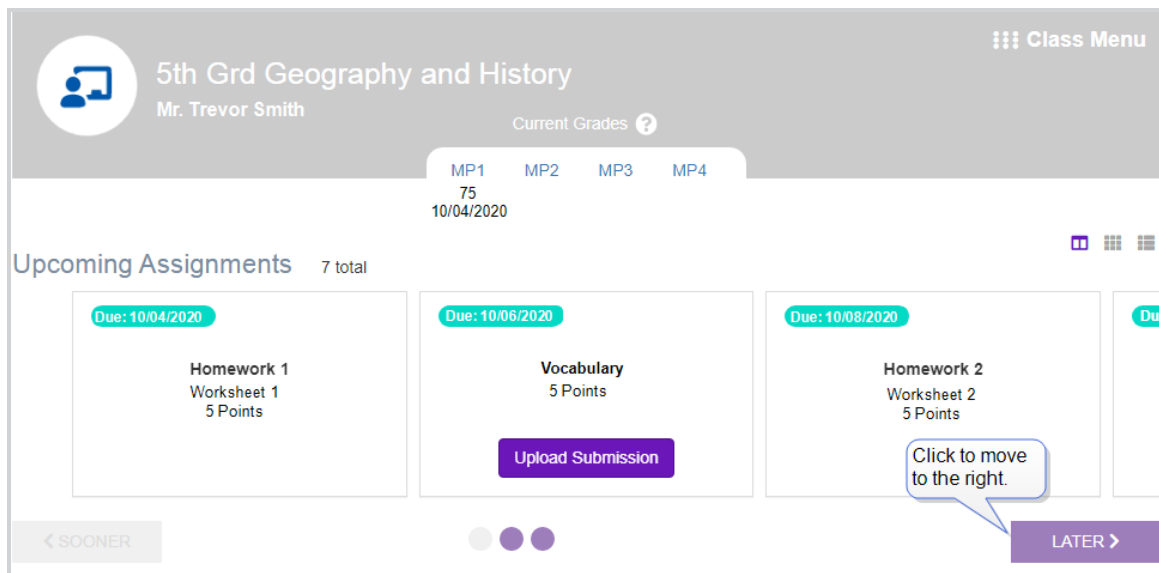 Class Menu
5th Grd Geography and History
Mr. Trevor Smith
Current Grades ?
MP1 MP2 MP3 MP4
75
10/04/2020
Upcoming Assignments 7 total
Due: 10/04/2020
Homework 1
Worksheet 1
5 Points
Due: 10/06/2020
Vocabulary
5 Points
Upload Submission
Due: 10/08/2020
Homework 2
Worksheet 2
5 Points
Du
Click to move
to the right.
SOONER
LATER